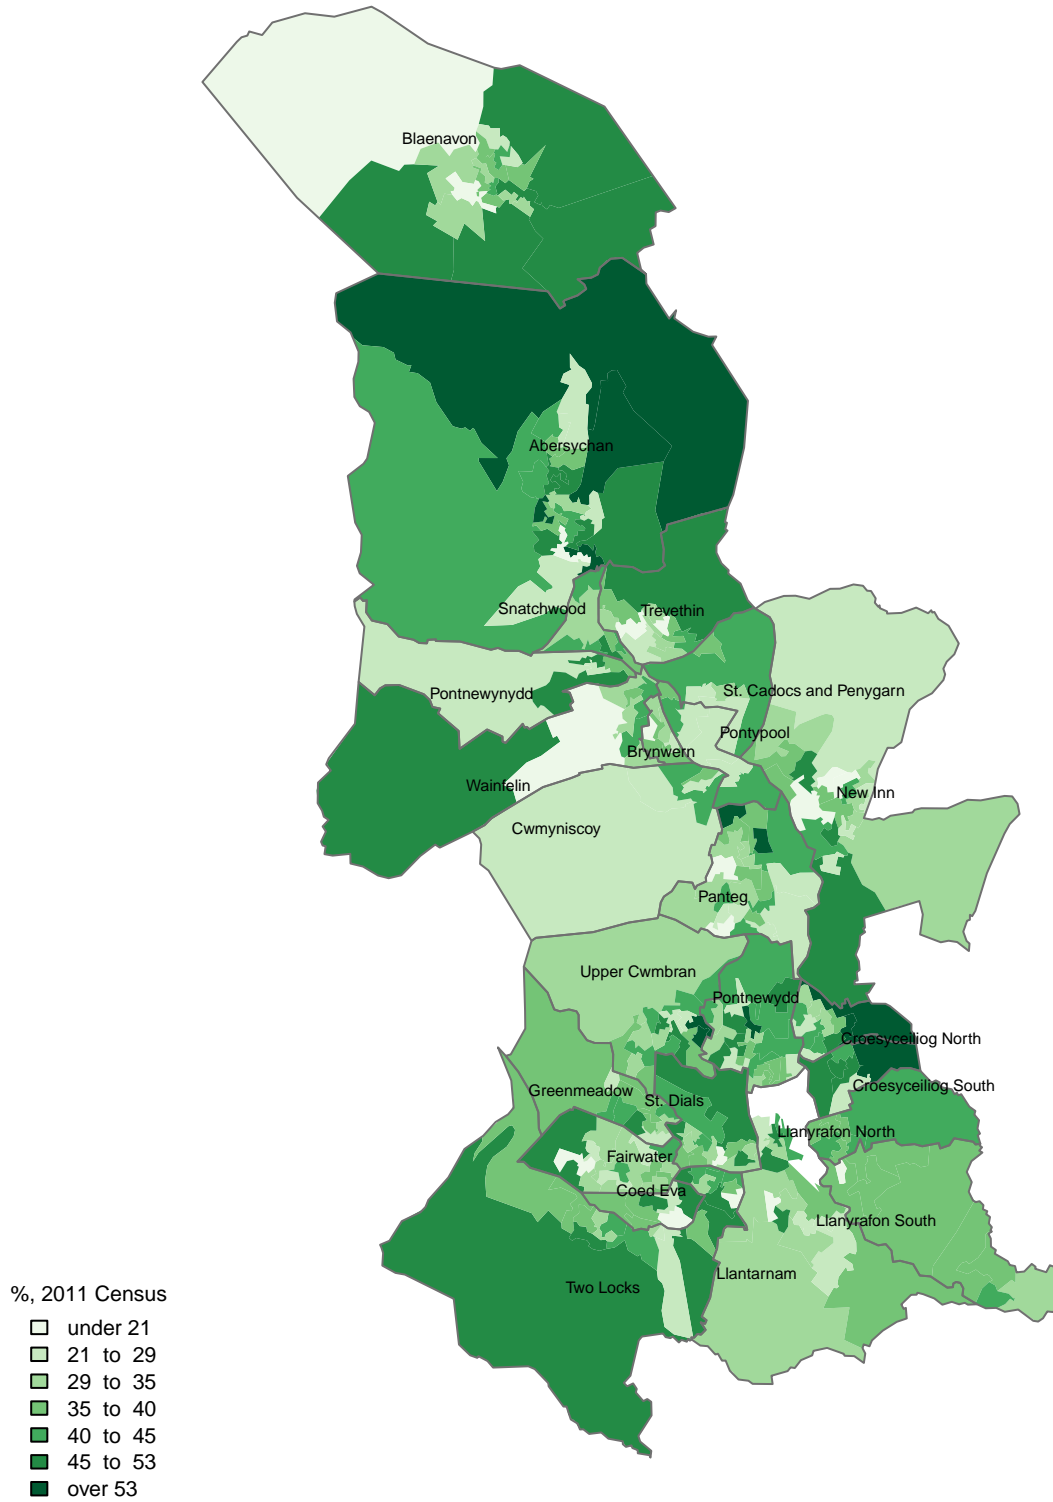 Blaenavon
Abersychan
Snatchwood
Trevethin
Pontnewynydd
St. Cadocs and Penygarn
Pontypool
Brynwern
Wainfelin
New Inn
Cwmyniscoy
Panteg
Upper Cwmbran
Pontnewydd
Croesyceiliog North
Croesyceiliog South
Greenmeadow
St. Dials
Llanyrafon North
Fairwater
Coed Eva
Llanyrafon South
Llantarnam
Two Locks
%, 2011 Census
under 21
21 to 29
29 to 35
35 to 40
40 to 45
45 to 53
over 53